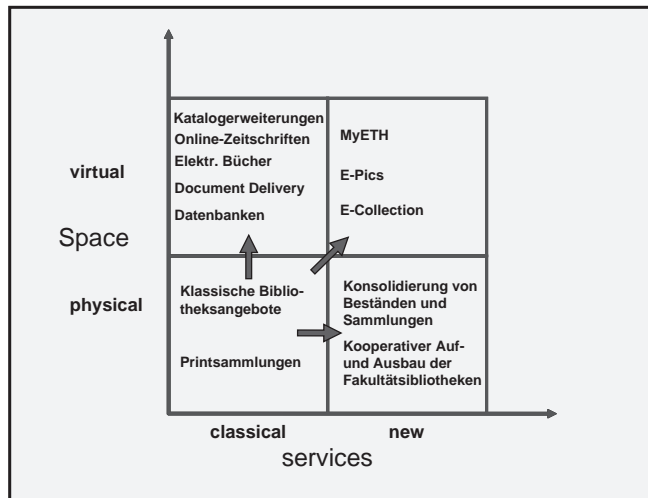 virtual
Space
physical
Katalogerweiterungen
Online-Zeitschriften
Elektr. Bücher
Document Delivery
Datenbanken
MyETH
E-Pics
E-Collection
Klassische Biblio-
theksangebote
Printsammlungen
Konsolidierung von
Beständen und
Sammlungen
Kooperativer Auf-
und Ausbau der
Fakultätsbibliotheken
classical
new
services